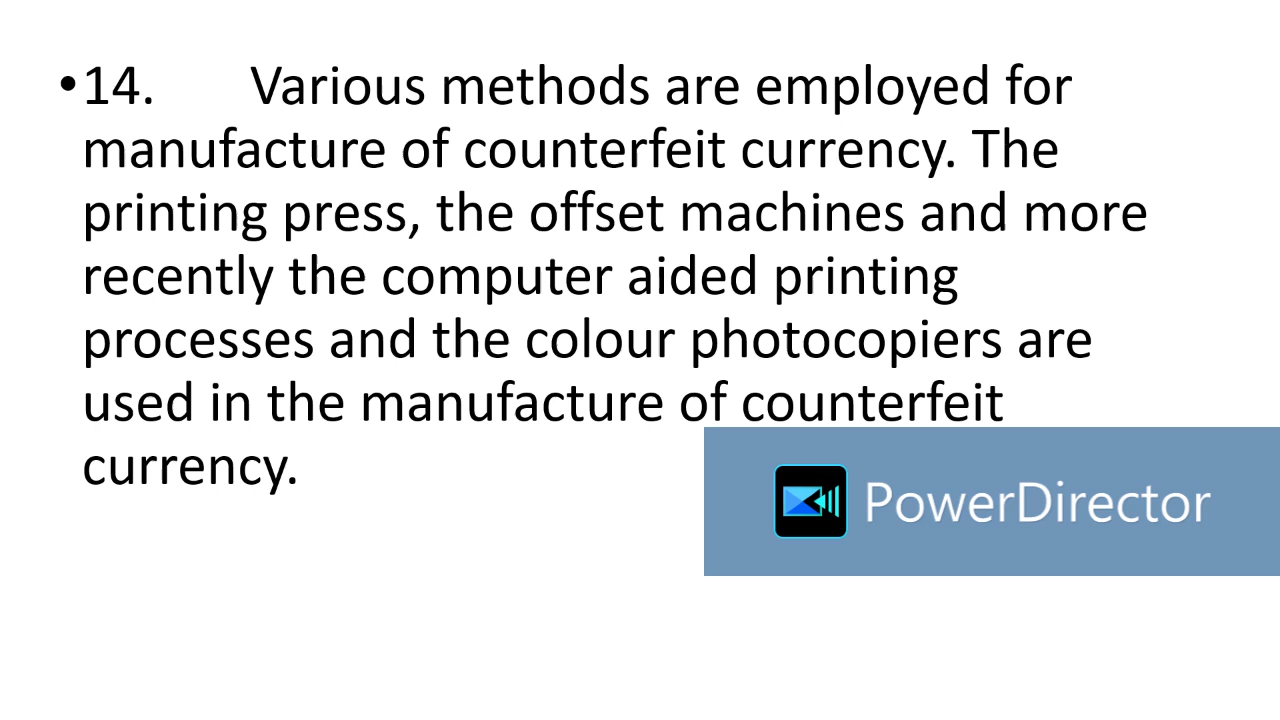 •14. Various methods are employed for
manufacture of counterfeit currency. The
printing press, the offset machines and more
recently the computer aided printing
processes and the colour photocopiers are
used in the manufacture of counterfeit
currency.
PowerDirector